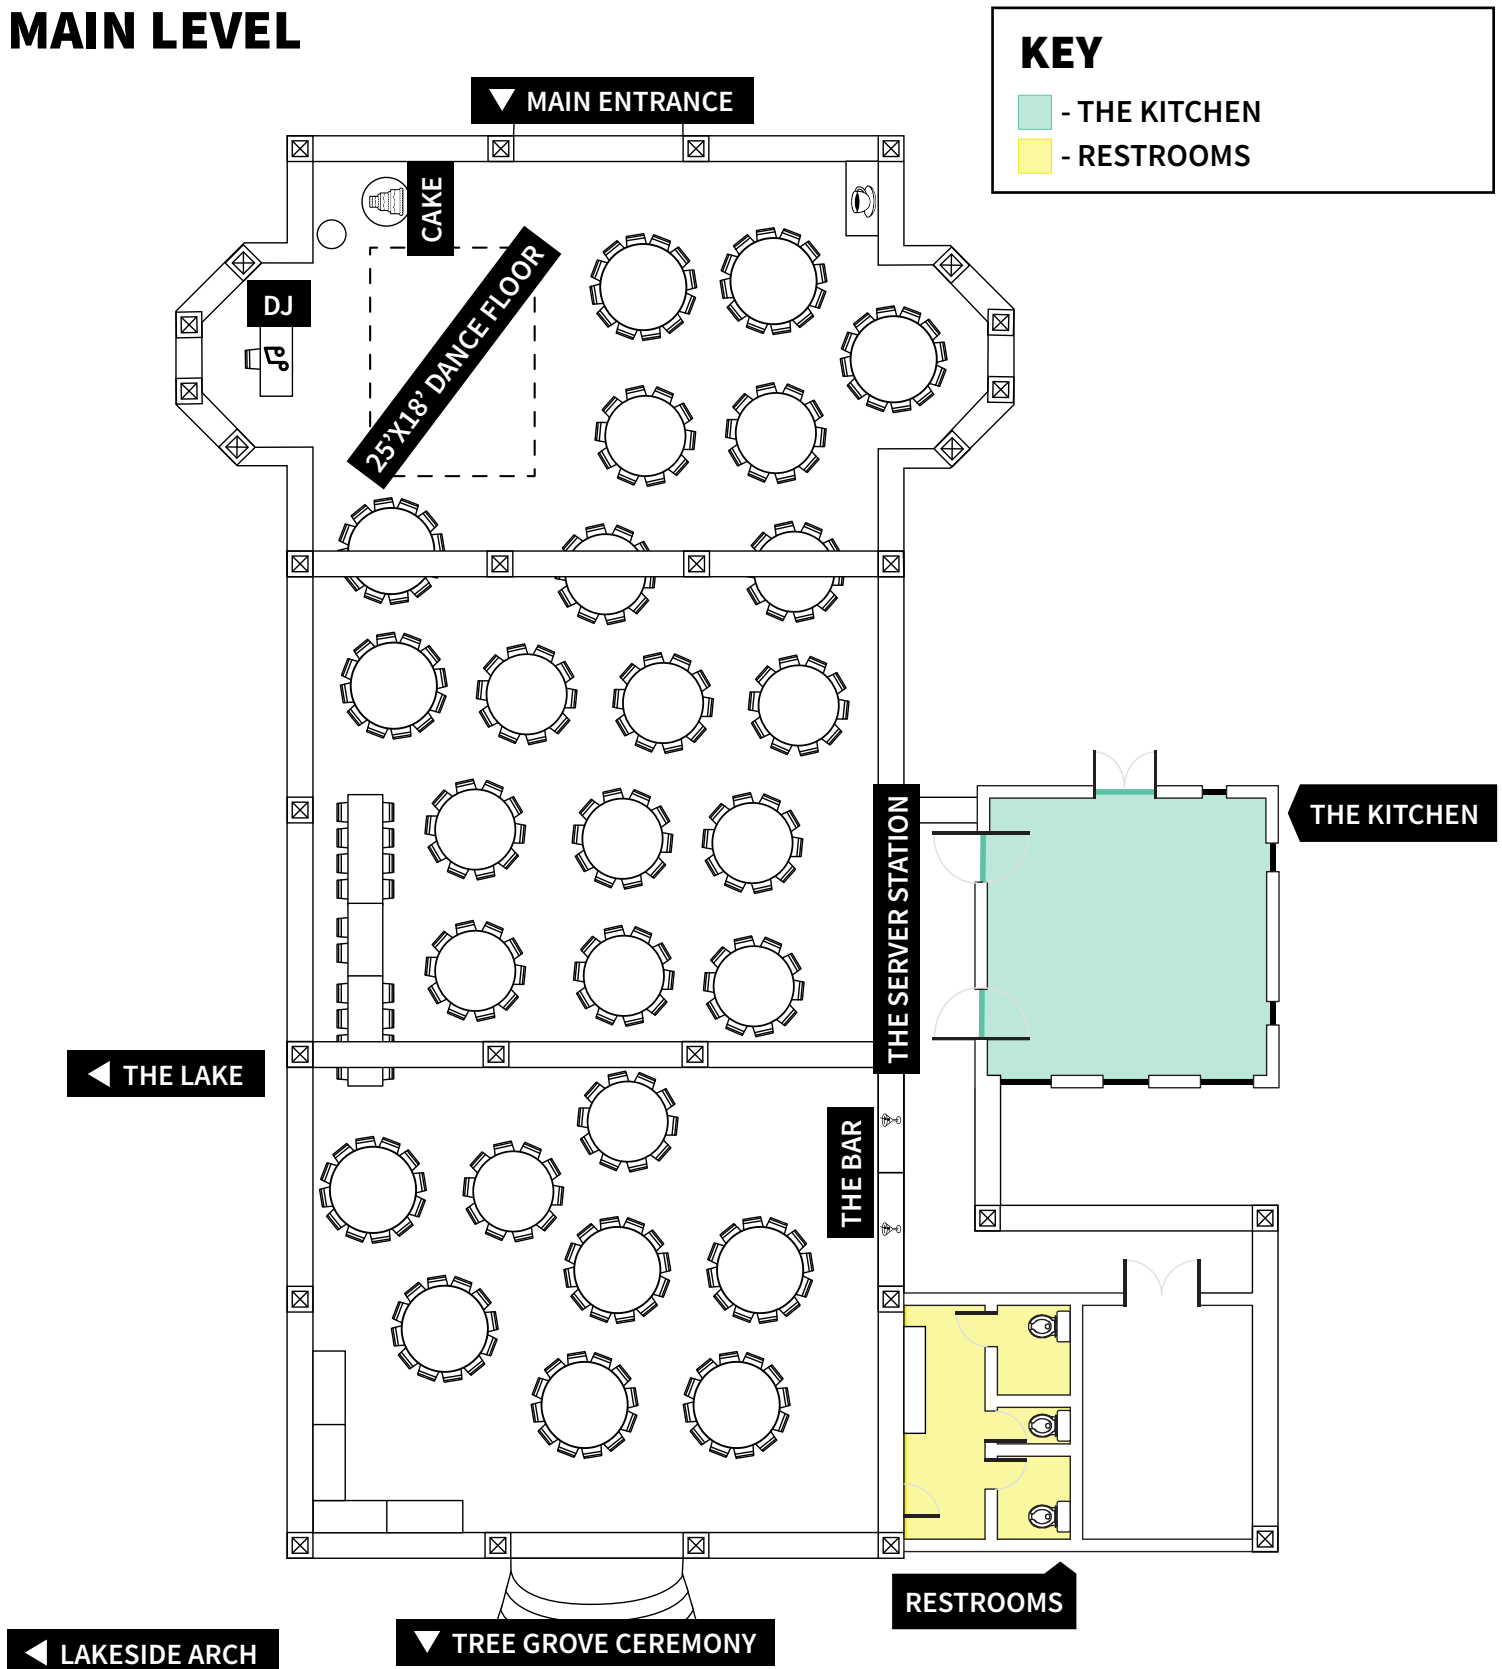 MAIN LEVEL
KEY
- THE KITCHEN
- RESTROOMS
MAIN ENTRANCE
CAKE
DJ
25’X18’ DANCE FLOOR
THE SERVER STATION
THE KITCHEN
THE LAKE
THE BAR
RESTROOMS
TREE GROVE CEREMONY
LAKESIDE ARCH